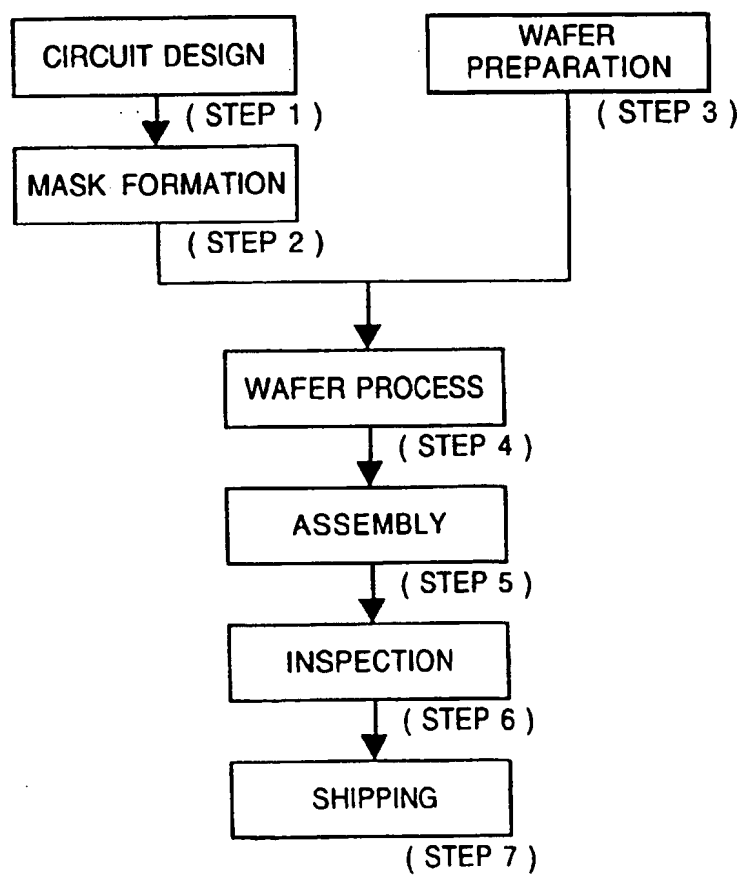 CIRCUIT DESIGN
( STEP 1 )
MASK FORMATION
( STEP 2 )
WAFER
PREPARATION
( STEP 3 )
WAFER PROCESS
( STEP 4 )
ASSEMBLY
( STEP 5 )
INSPECTION
( STEP 6 )
SHIPPING
( STEP 7 )